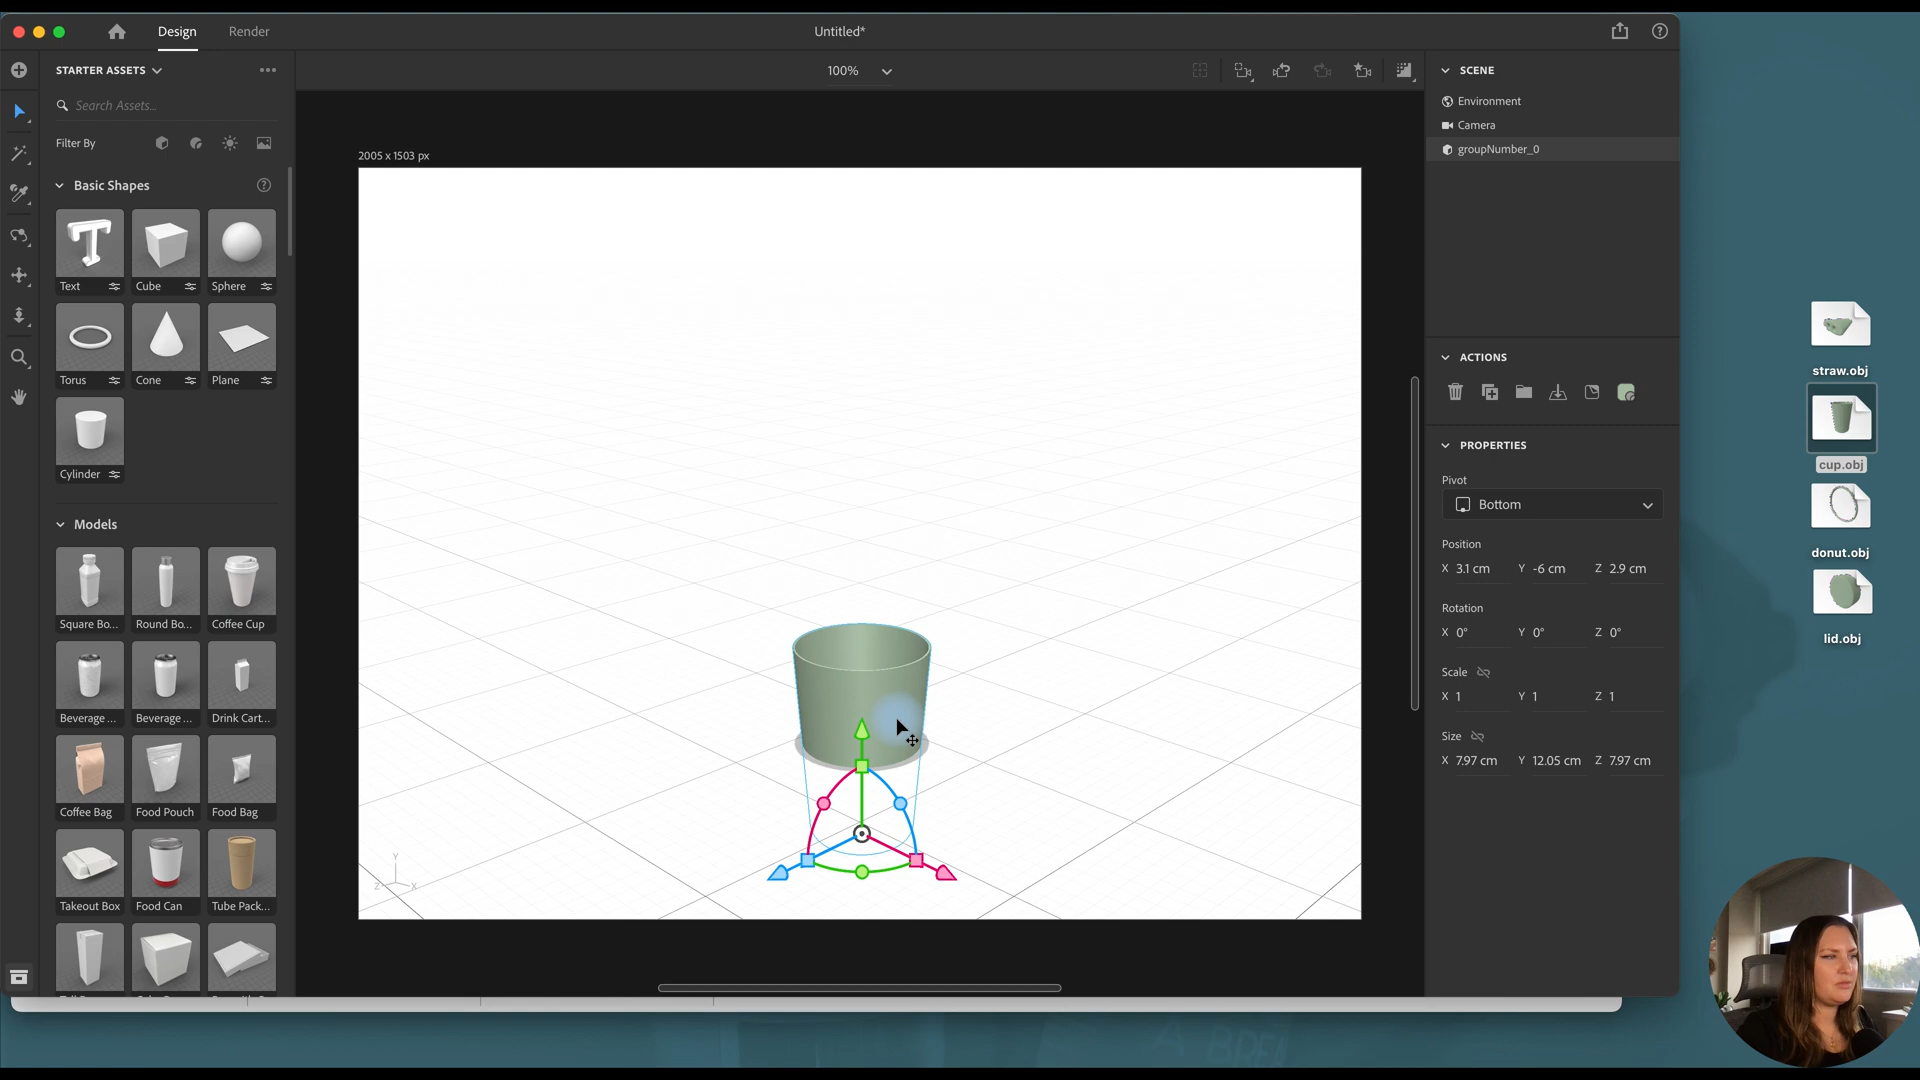 Design
Render
Untitled*
STARTER ASSETS
100%
Search Assets...
Filter By
2005 x 1503 px
Basic Shapes
Text
Cube
Sphere
Torus
Cone
Plane
Cylinder
Models
Square Bo...
Round Bo...
Coffee Cup
Beverage ...
Beverage ...
Drink Cart...
Coffee Bag
Food Pouch
Food Bag
Takeout Box
Food Can
Tube Pack...
Y
Z
X
SCENE
Environment
Camera
groupNumber_0
ACTIONS
PROPERTIES
Pivot
Bottom
Position
X 3.1 cm Y -6 cm Z 2.9 cm
Rotation
X 0° Y 0° Z 0°
Scale
X 1 Y 1 Z 1
Size
X 7.97 cm Y 12.05 cm Z 7.97 cm
straw.obj
cup.obj
donut.obj
lid.obj